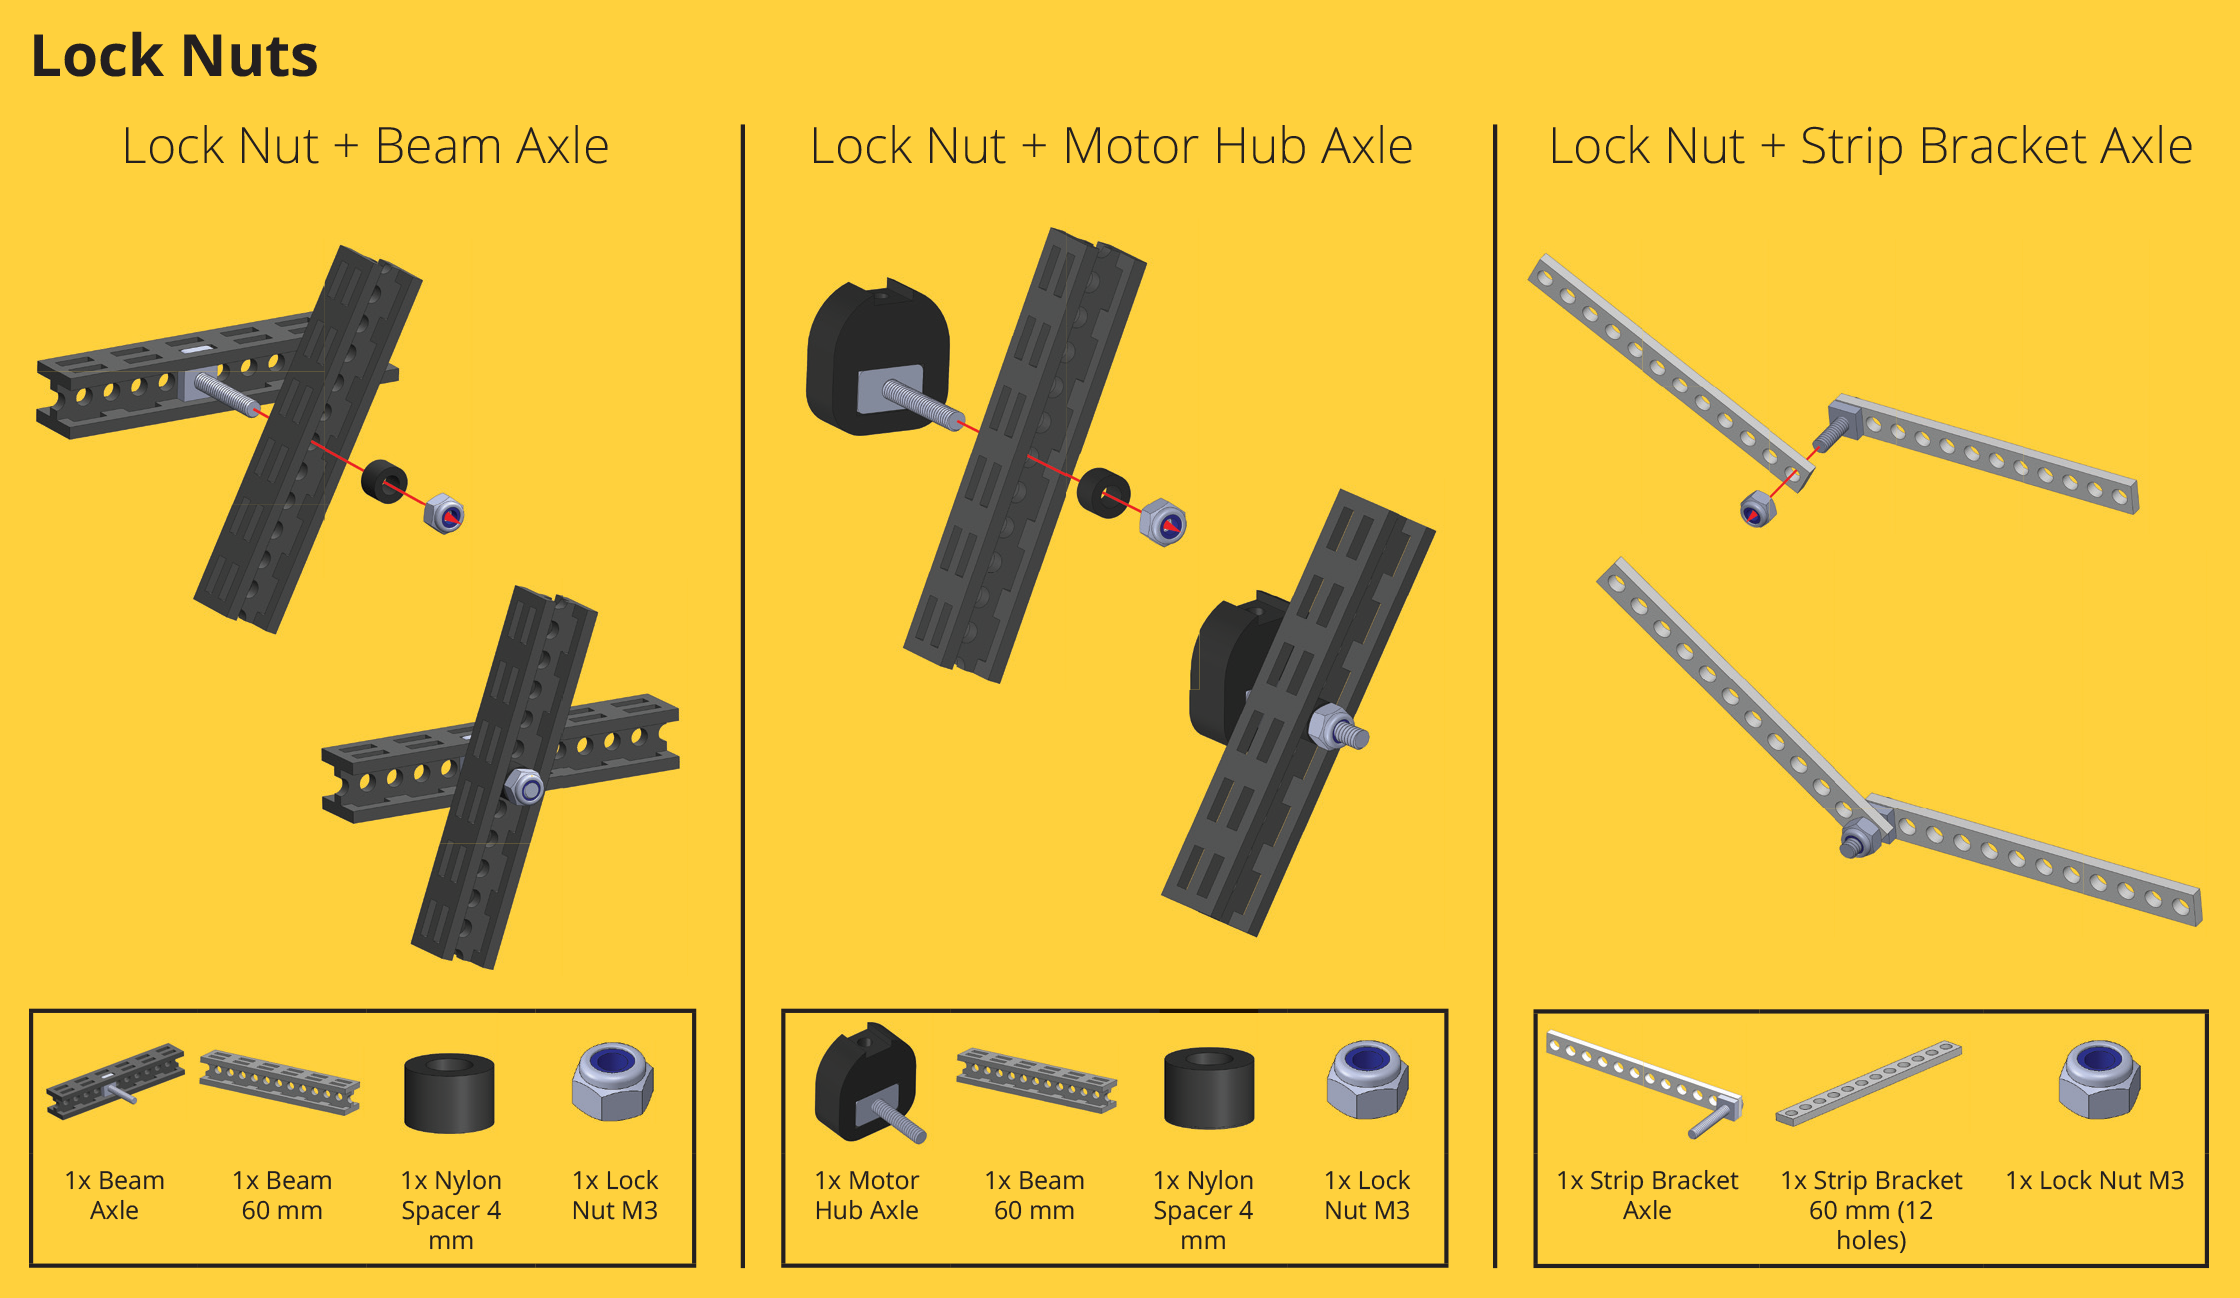 Lock Nuts
Lock Nut + Beam Axle
Lock Nut + Motor Hub Axle
Lock Nut + Strip Bracket Axle
1x Beam
Axle
1x Beam
60 mm
1x Nylon
Spacer 4
mm
1x Lock
Nut M3
1x Motor
Hub Axle
1x Beam
60 mm
1x Nylon
Spacer 4
mm
1x Lock
Nut M3
1x Strip Bracket
Axle
1x Strip Bracket
60 mm (12
holes)
1x Lock Nut M3